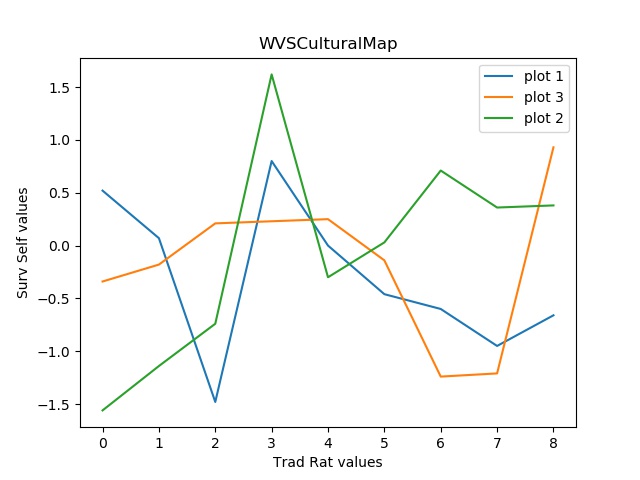 WVSCulturalMap
plot 1
plot 3
plot 2
1.5
1.0
0.5
0.0
−0.5
−1.0
−1.5
Surv Self values
0 1 2 3 4 5 6 7 8
Trad Rat values